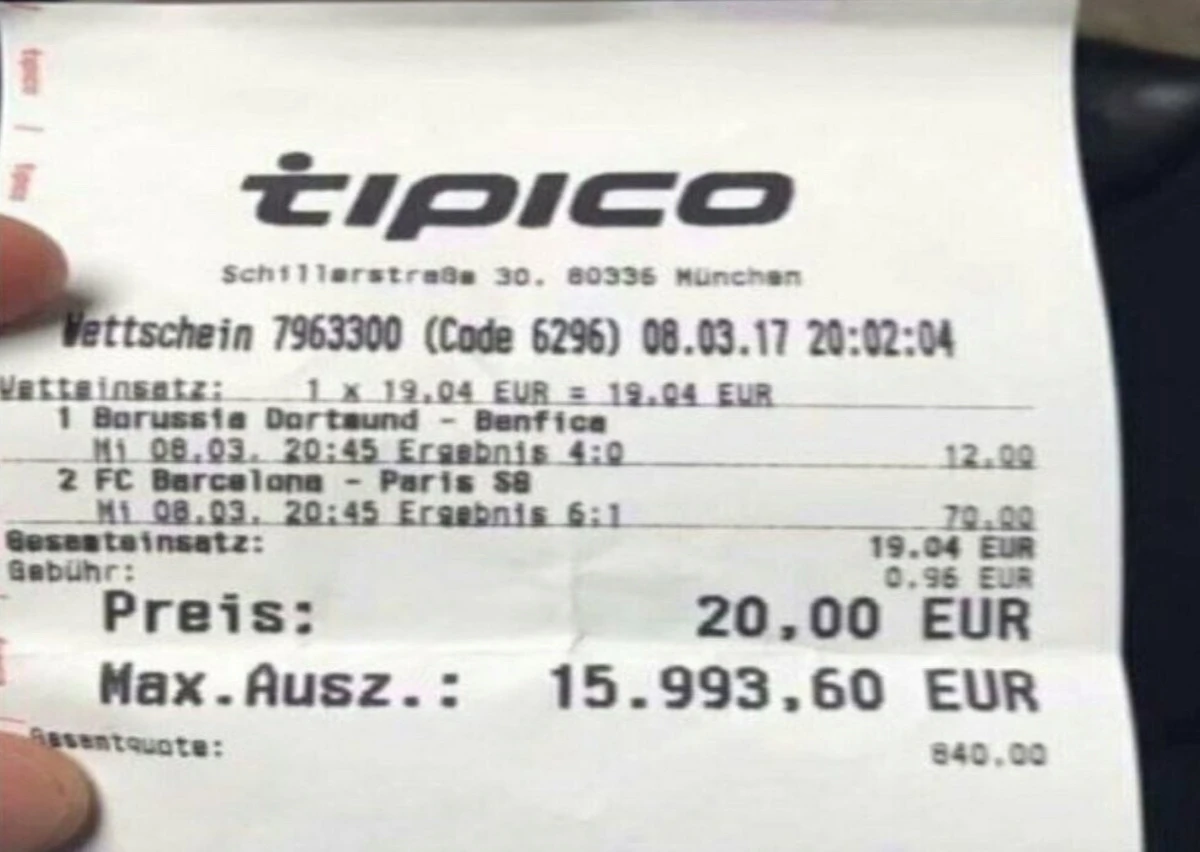 tipico / tipico
tipico
Schillerstraße 30, 80336 München
Wettschein 7963300 (Code 6296) 08.03.17 20:02:04
Wetteinsatz: 1 x 19.04 EUR = 19.04 EUR
1 Borussia Dortmund - Benfica
Mi 08.03. 20:45 Ergebnis 4:0 12.00
2 FC Barcelona - Paris SG
Mi 08.03. 20:45 Ergebnis 6:1 70.00
Gesamteinsatz: 19.04 EUR
Gebühr: 0.96 EUR
Preis: 20,00 EUR
Max.Ausz.: 15.993,60 EUR
Gesamtquote: 840.00